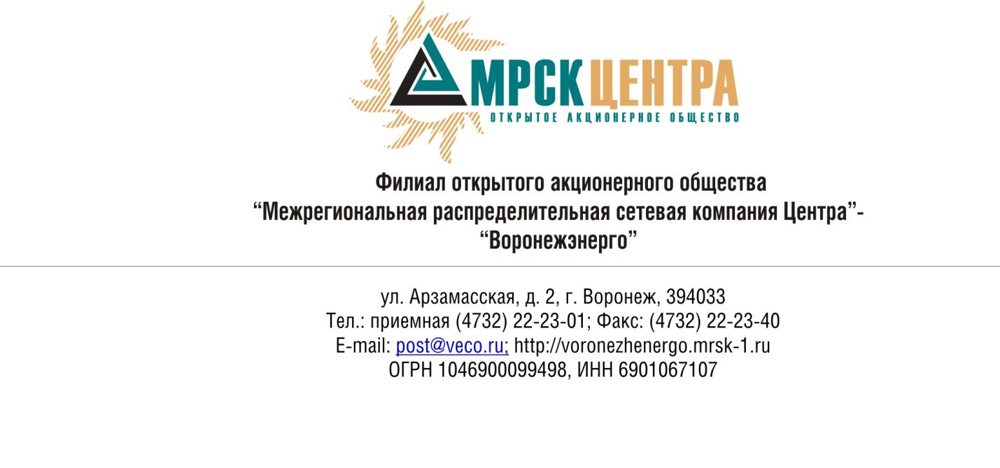 МРСК ЦЕНТРА
ОТКРЫТОЕ АКЦИОНЕРНОЕ ОБЩЕСТВО
Филиал открытого акционерного общества
“Межрегиональная распределительная сетевая компания Центра”-
“Воронежэнерго”
ул. Арзамасская, д. 2, г. Воронеж, 394033
Тел.: приемная (4732) 22-23-01; Факс: (4732) 22-23-40
E-mail: post@veco.ru; http://voronezhenergo.mrsk-1.ru
ОГРН 1046900099498, ИНН 6901067107